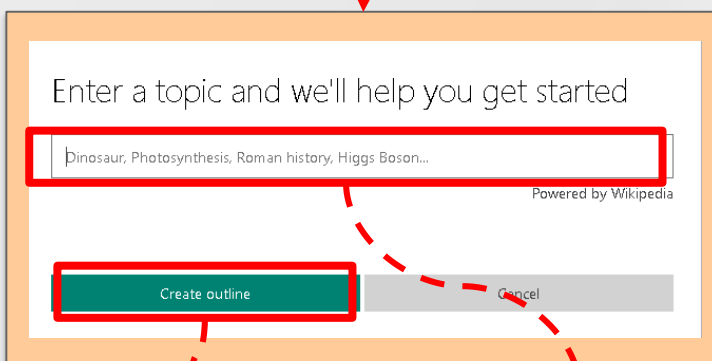 Enter a topic and we'll help you get started
Dinosaur, Photosynthesis, Roman history, Higgs Boson...
Powered by Wikipedia
Create outline
Cancel